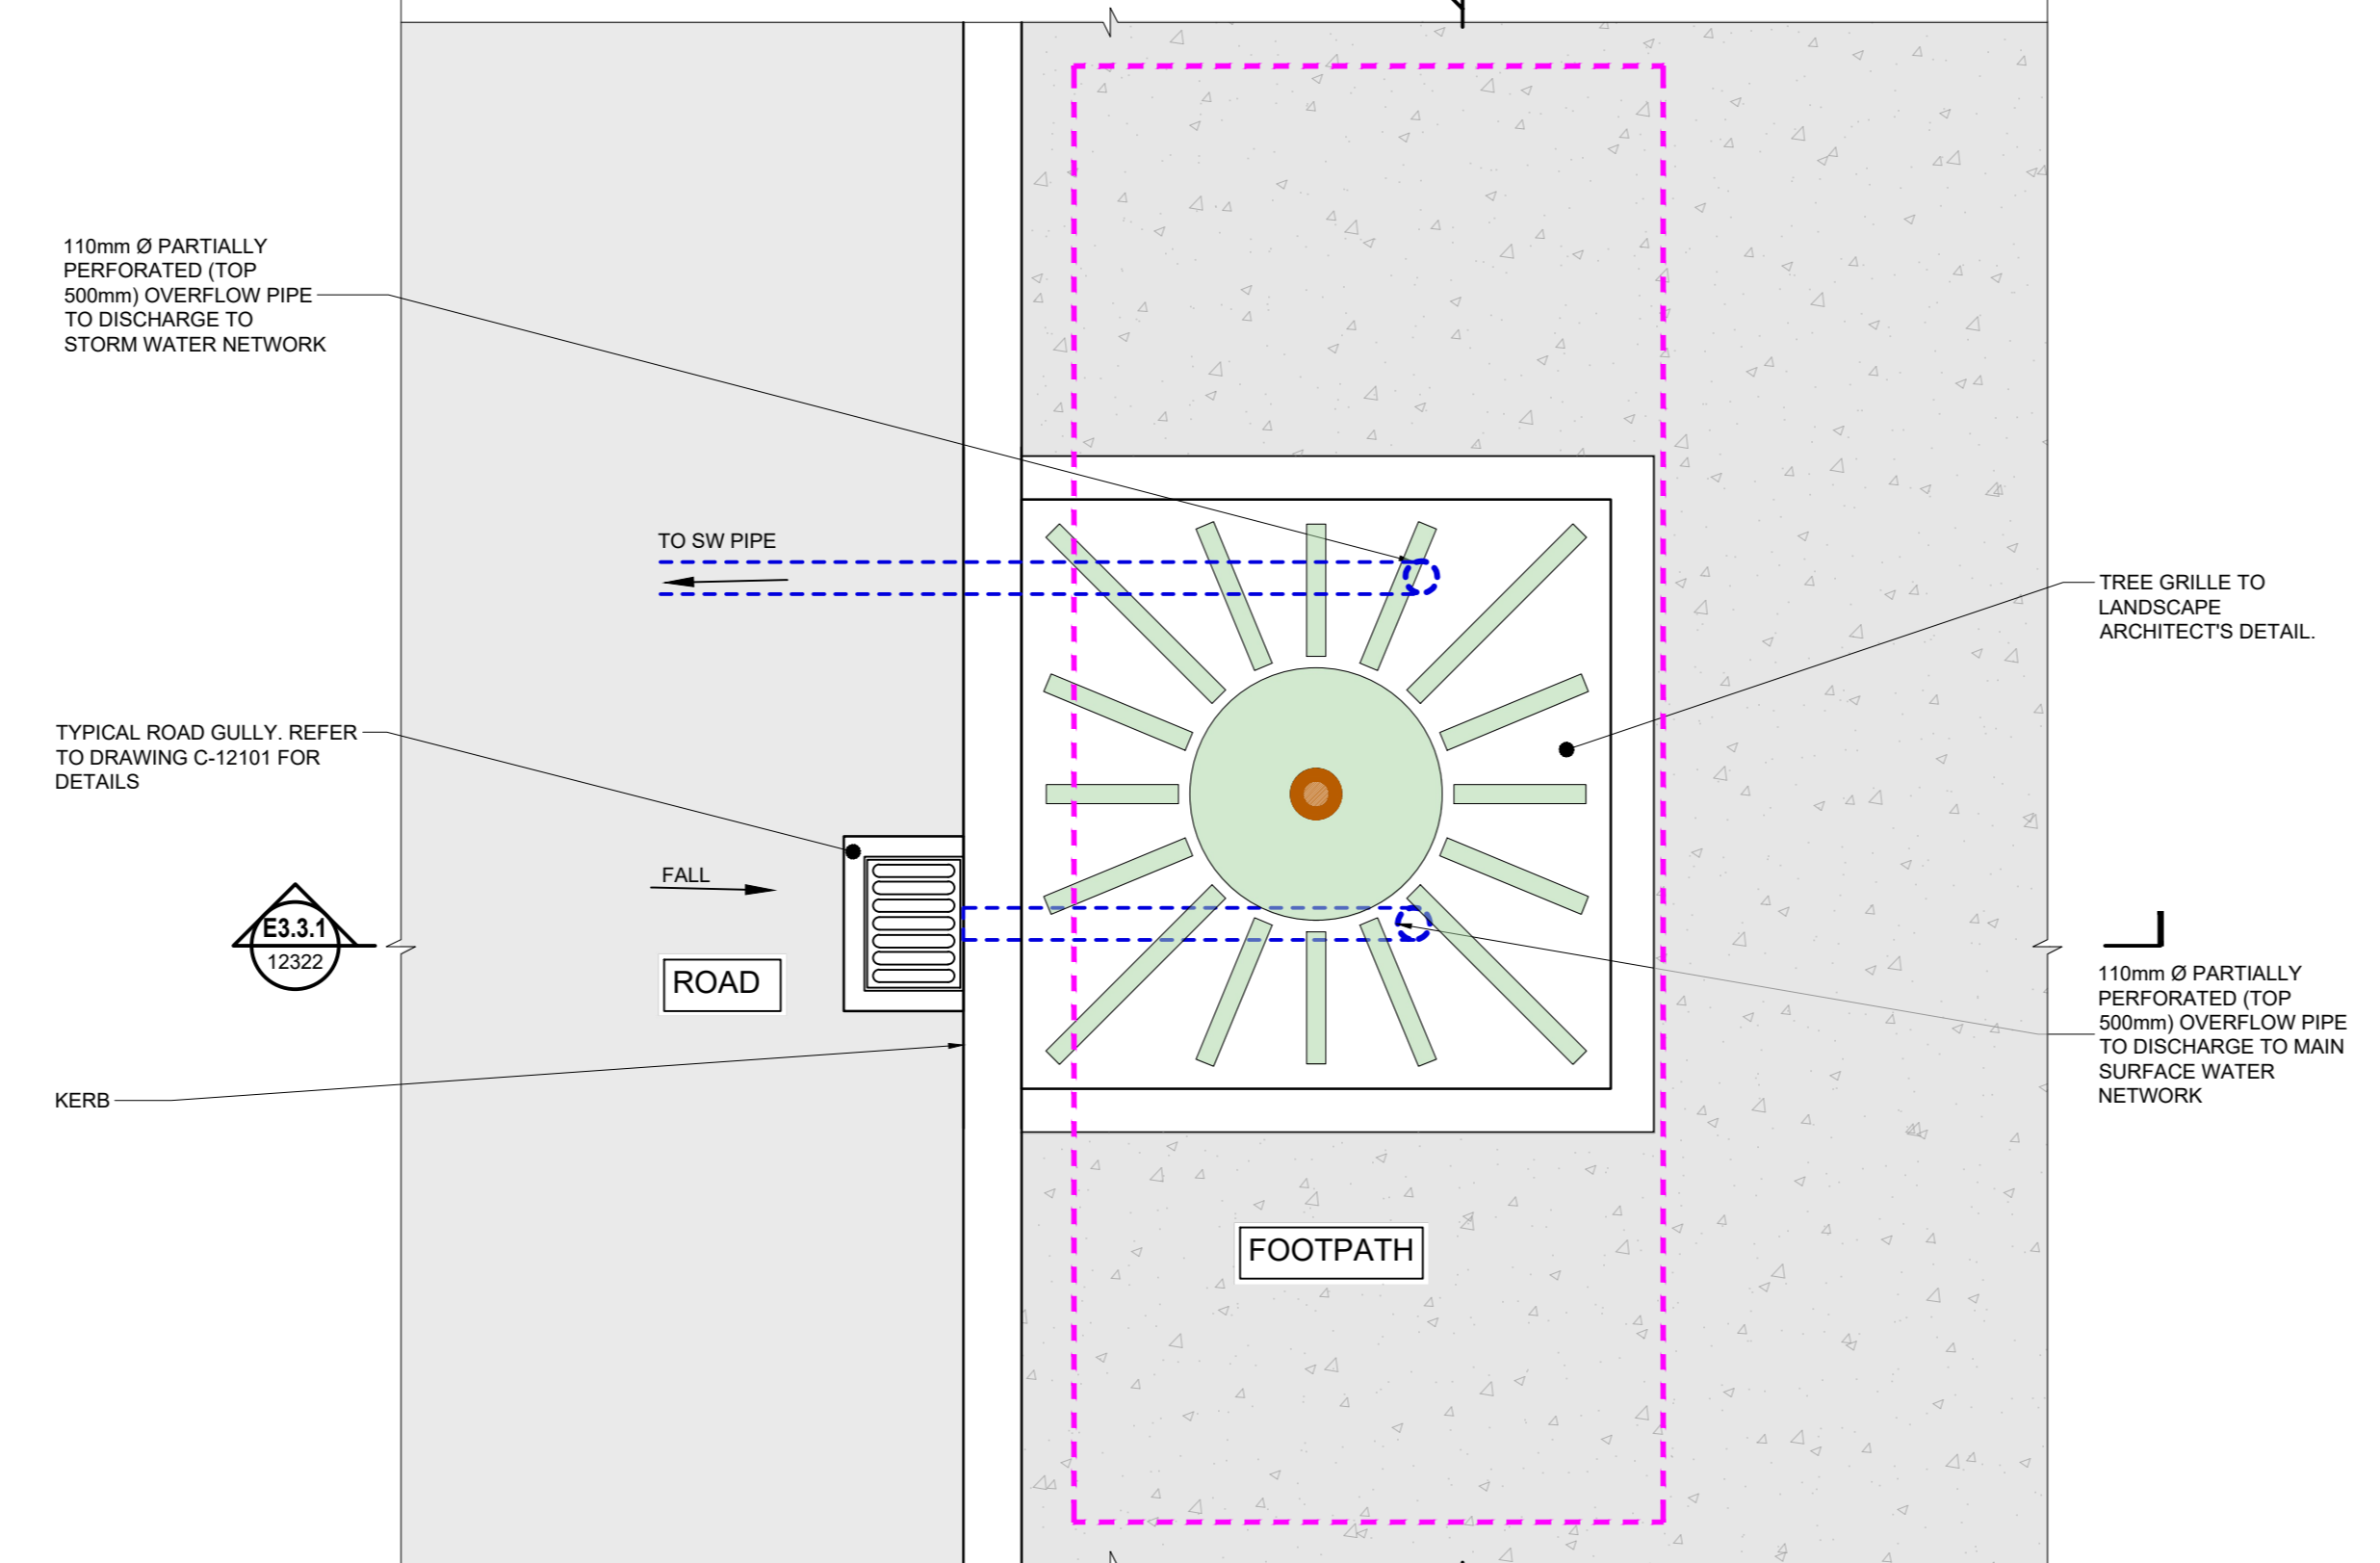 110mm Ø PARTIALLY
PERFORATED (TOP
500mm) OVERFLOW PIPE
TO DISCHARGE TO
STORM WATER NETWORK
TO SW PIPE
TREE GRILLE TO
LANDSCAPE
ARCHITECT'S DETAIL.
TYPICAL ROAD GULLY. REFER
TO DRAWING C-12101 FOR
DETAILS
FALL
E3.3.1
12322
ROAD
110mm Ø PARTIALLY
PERFORATED (TOP
500mm) OVERFLOW PIPE
TO DISCHARGE TO MAIN
SURFACE WATER
NETWORK
KERB
FOOTPATH